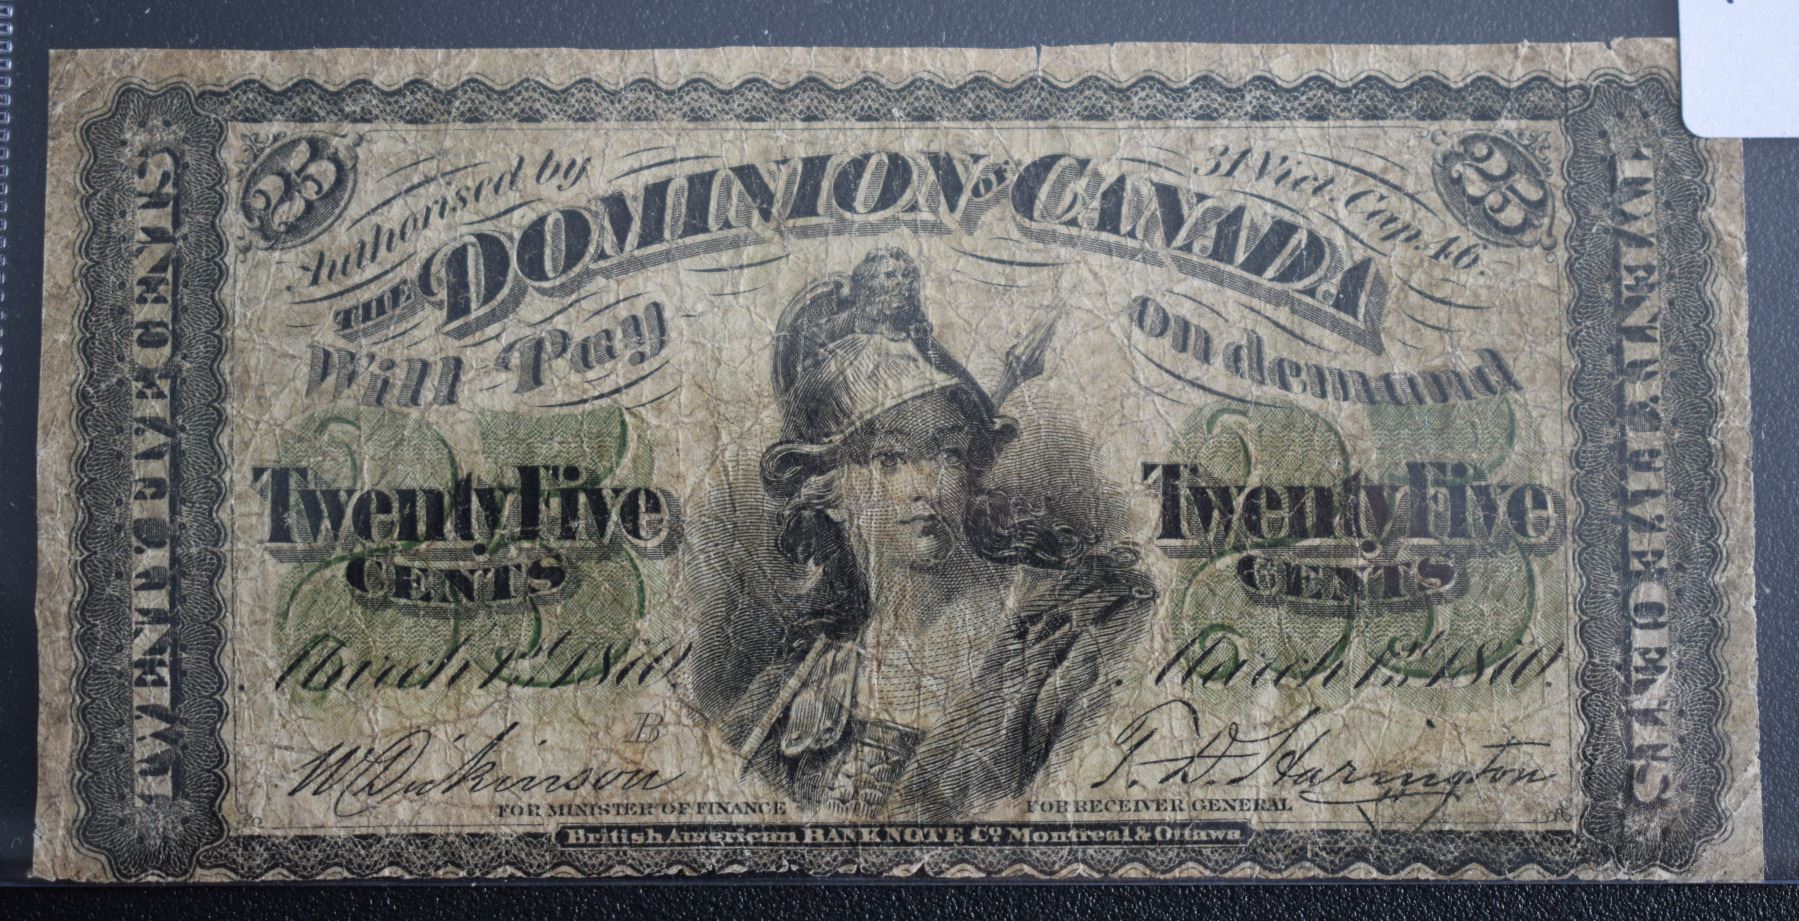 25
25
Authorised by
31 Vict. Cap. 46.
THE DOMINION OF CANADA
Will Pay
on demand
Twenty Five
CENTS
Twenty Five
CENTS
March 1st 1870.
March 1st 1870.
B
W Dickinson
T. D. Harington
FOR MINISTER OF FINANCE
FOR RECEIVER GENERAL
British American BANK NOTE Co. Montreal & Ottawa
TWENTY FIVE CENTS
TWENTY FIVE CENTS